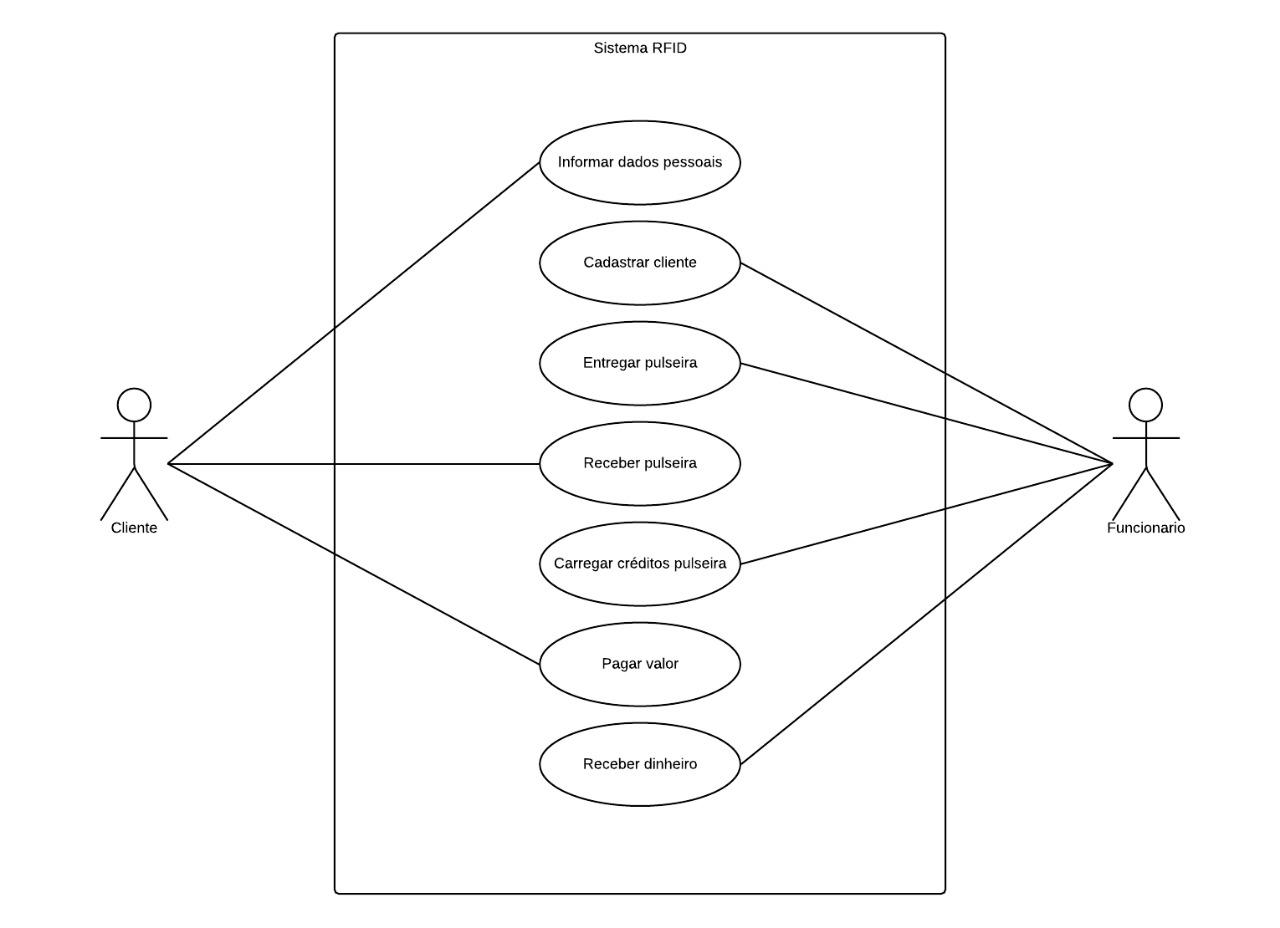 Sistema RFID
Informar dados pessoais
Cadastrar cliente
Entregar pulseira
Receber pulseira
Carregar créditos pulseira
Pagar valor
Receber dinheiro
Cliente
Funcionario